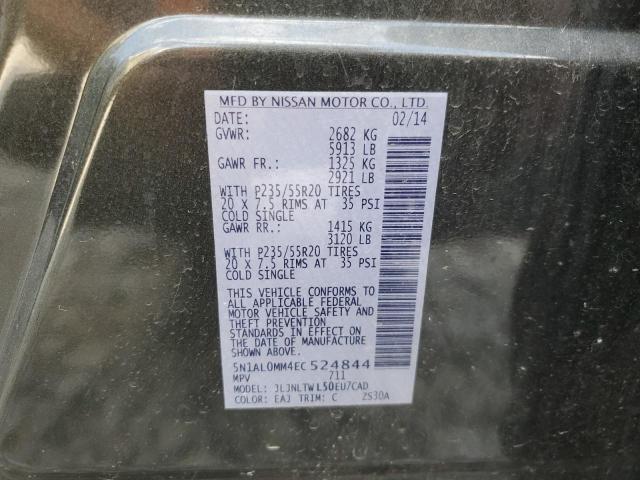 MFD BY NISSAN MOTOR CO., LTD.
DATE: 02/14
GVWR: 2682 KG
5913 LB
GAWR FR.: 1325 KG
2921 LB
WITH P235/55R20 TIRES
20 X 7.5 RIMS AT 35 PSI
COLD SINGLE
GAWR RR.: 1415 KG
3120 LB
WITH P235/55R20 TIRES
20 X 7.5 RIMS AT 35 PSI
COLD SINGLE
THIS VEHICLE CONFORMS TO
ALL APPLICABLE FEDERAL
MOTOR VEHICLE SAFETY AND
THEFT PREVENTION
STANDARDS IN EFFECT ON
THE DATE OF MANUFACTURE
SHOWN ABOVE.
5N1AL0MM4EC524844
MPV 711
JLJNLTWL50EU7CAD
COLOR: EAJ TRIM: C ZS30A